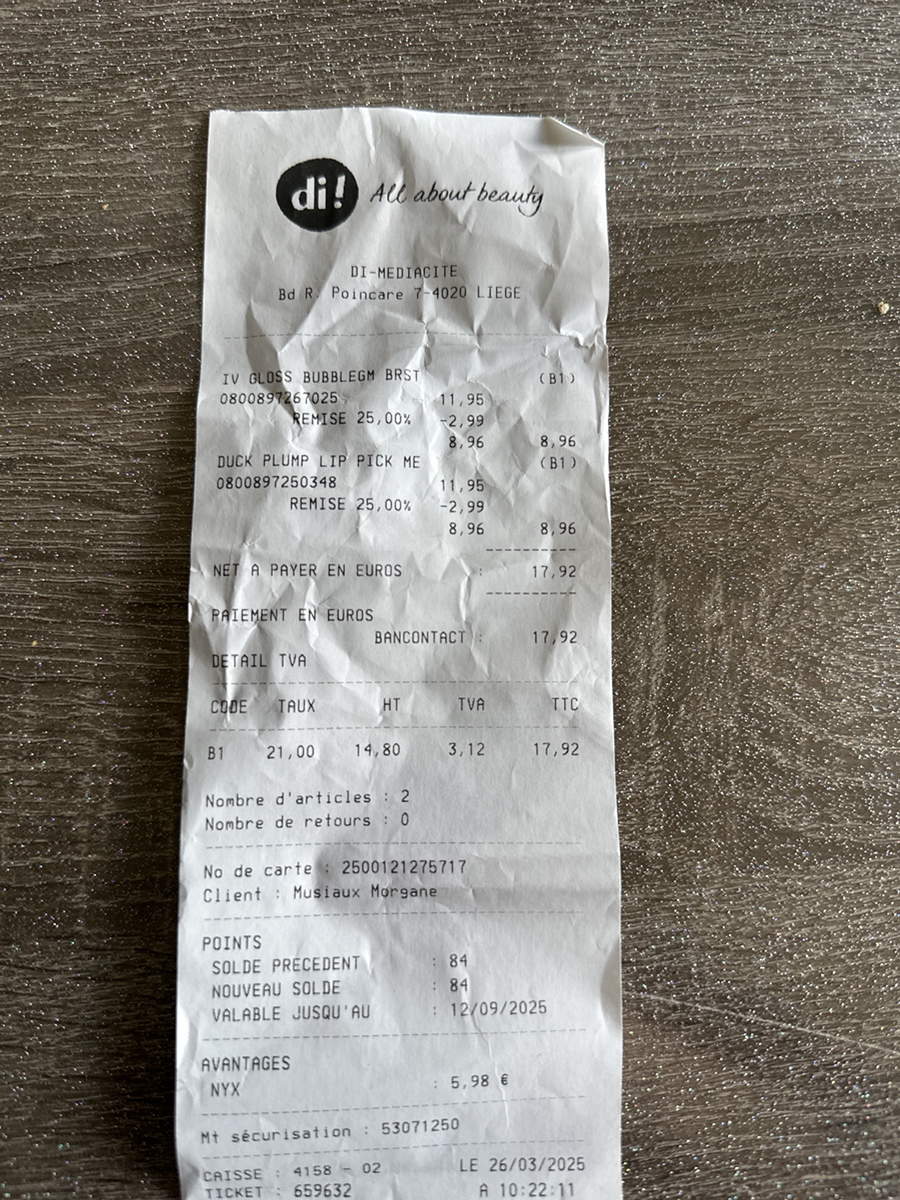 di! All about beauty
DI-MEDIACITE
Bd R. Poincare 7-4020 LIEGE
IV GLOSS BUBBLEGM BRST (B1)
0800897267025 11,95
REMISE 25,00% -2,99
8,96 8,96
DUCK PLUMP LIP PICK ME (B1)
0800897250348 11,95
REMISE 25,00% -2,99
8,96 8,96
NET A PAYER EN EUROS : 17,92
PAIEMENT EN EUROS
BANCONTACT : 17,92
DETAIL TVA
CODE TAUX HT TVA TTC
B1 21,00 14,80 3,12 17,92
Nombre d'articles : 2
Nombre de retours : 0
No de carte : 2500121275717
Client : Musiaux Morgane
POINTS
SOLDE PRECEDENT : 84
NOUVEAU SOLDE : 84
VALABLE JUSQU'AU : 12/09/2025
AVANTAGES
NYX : 5,98 €
Mt sécurisation : 53071250
CAISSE : 4158 - 02 LE 26/03/2025
TICKET : 659632 A 10:22:11